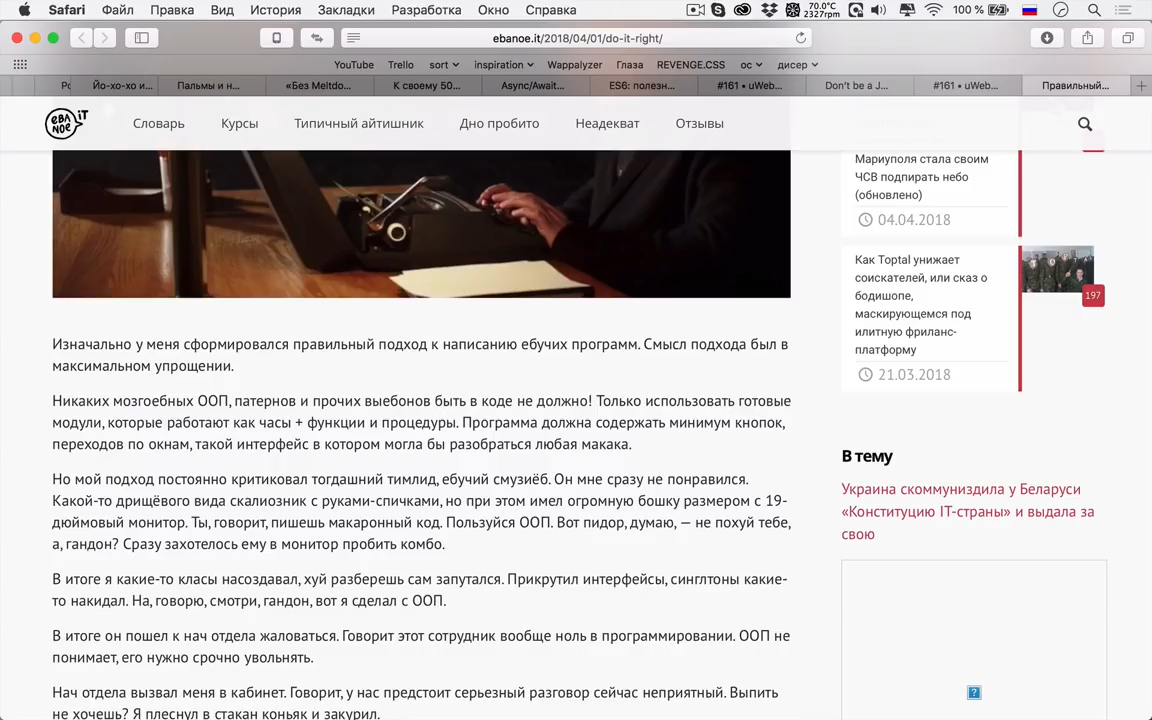 Safari Файл Правка Вид История Закладки Разработка Окно Справка 70.0°C 2327rpm 100 %
ebanoe.it/2018/04/01/do-it-right/
YouTube Trello sort inspiration Wappalyzer Глаза REVENGE.CSS ос дисер
Рс Йо-хо-хо и... Пальмы и н... «Без Meltdo... К своему 50... Async/Await... ES6: полезн... #161 • uWeb... Don't be a J... #161 • uWeb... Правильный...
ЕБА НОЕ IT Словарь Курсы Типичный айтишник Дно пробито Неадекват Отзывы
Изначально у меня сформировался правильный подход к написанию ебучих программ. Смысл подхода был в
максимальном упрощении.
Никаких мозгоебных ООП, патернов и прочих выебонов быть в коде не должно! Только использовать готовые
модули, которые работают как часы + функции и процедуры. Программа должна содержать минимум кнопок,
переходов по окнам, такой интерфейс в котором могла бы разобраться любая макака.
Но мой подход постоянно критиковал тогдашний тимлид, ебучий смузиёб. Он мне сразу не понравился.
Какой-то дрищёвого вида скалиозник с руками-спичками, но при этом имел огромную бошку размером с 19-
дюймовый монитор. Ты, говорит, пишешь макаронный код. Пользуйся ООП. Вот пидор, думаю, — не похуй тебе,
а, гандон? Сразу захотелось ему в монитор пробить комбо.
В итоге я какие-то класы насоздавал, хуй разберешь сам запутался. Прикрутил интерфейсы, синглтоны какие-
то накидал. На, говорю, смотри, гандон, вот я сделал с ООП.
В итоге он пошел к нач отдела жаловаться. Говорит этот сотрудник вообще ноль в программировании. ООП не
понимает, его нужно срочно увольнять.
Нач отдела вызвал меня в кабинет. Говорит, у нас предстоит серьезный разговор сейчас неприятный. Выпить
не хочешь? Я плеснул в стакан коньяк и закурил.
Мариуполя стала своим
ЧСВ подпирать небо
(обновлено)
04.04.2018
Как Toptal унижает
соискателей, или сказ о
бодишопе,
маскирующемся под
илитную фриланс-
платформу
197
21.03.2018
В тему
Украина скоммуниздила у Беларуси
«Конституцию IT-страны» и выдала за
свою